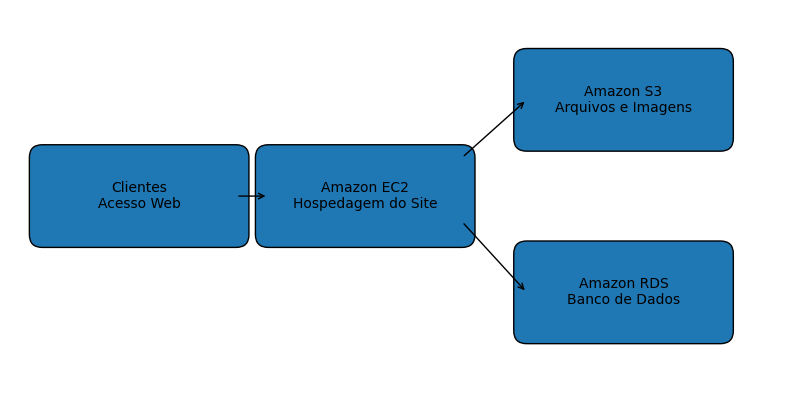 Clientes
Acesso Web
Amazon EC2
Hospedagem do Site
Amazon S3
Arquivos e Imagens
Amazon RDS
Banco de Dados